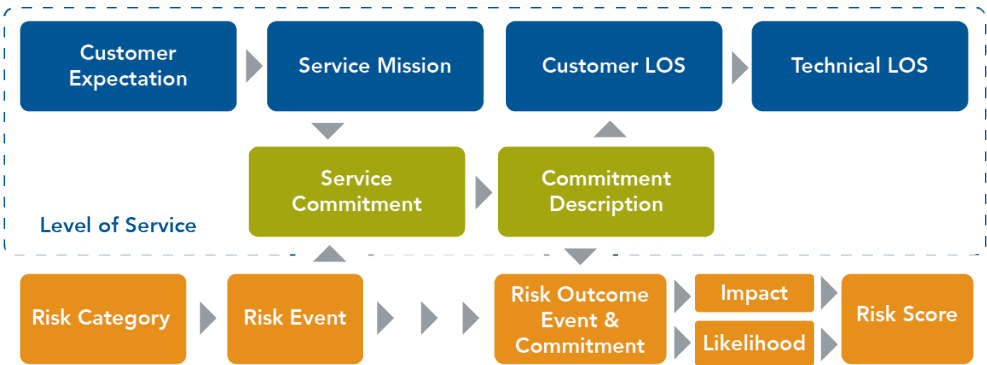 Customer
Expectation
Service Mission
Customer LOS
Technical LOS
Service
Commitment
Commitment
Description
Level of Service
Risk Category
Risk Event
Risk Outcome
Event &
Commitment
Impact
Likelihood
Risk Score